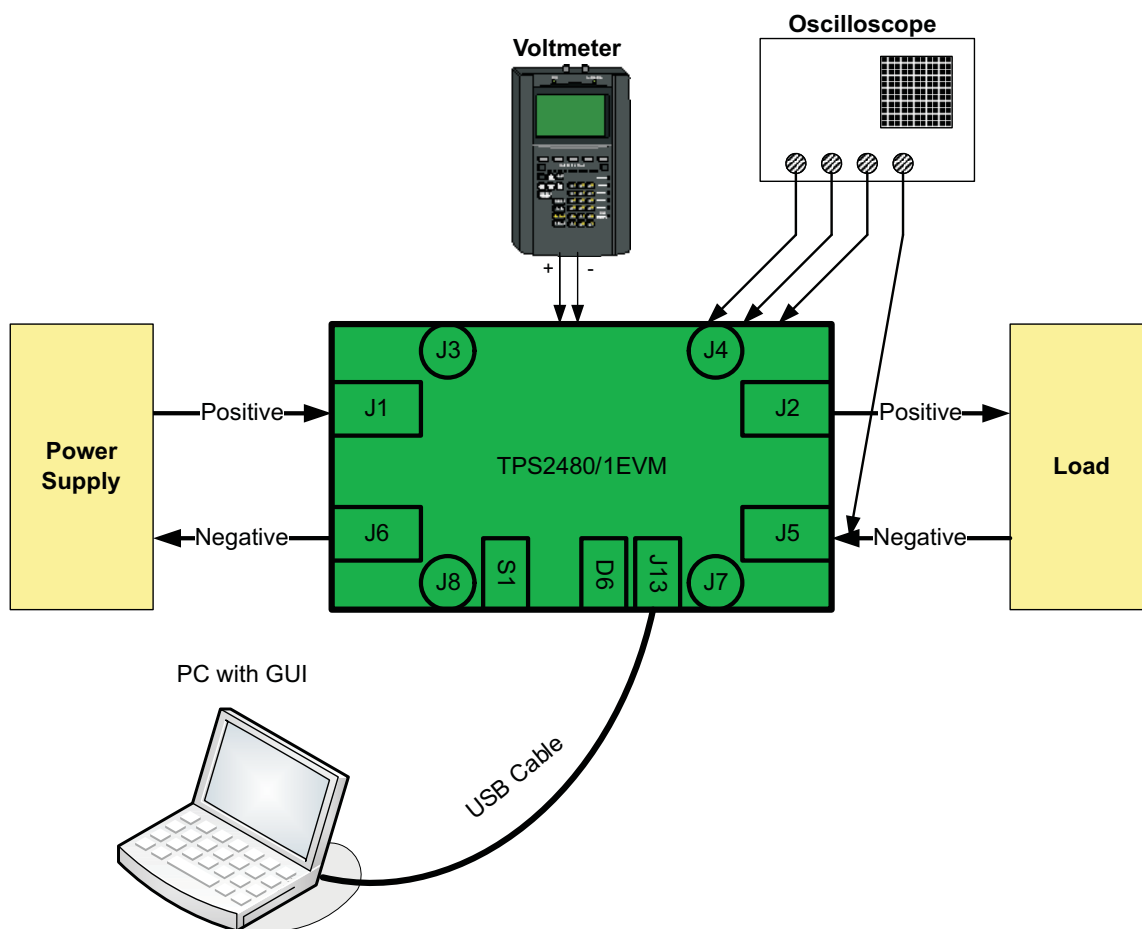 Voltmeter
Oscilloscope
+ -
J3
J4
J1
J2
Positive
Positive
Power
Supply
TPS2480/1EVM
Load
Negative
J6
J5
Negative
J8
S1
D6
J13
J7
PC with GUI
USB Cable